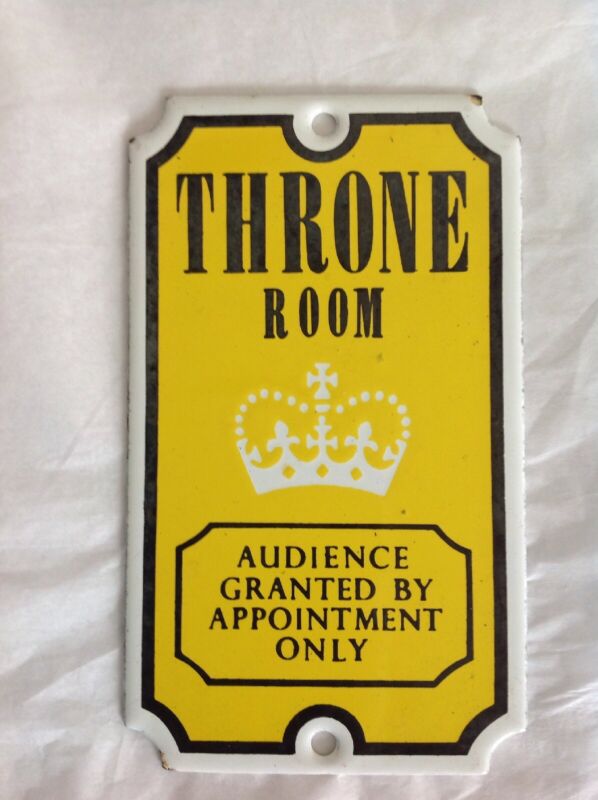 THRONE
ROOM
AUDIENCE
GRANTED BY
APPOINTMENT
ONLY